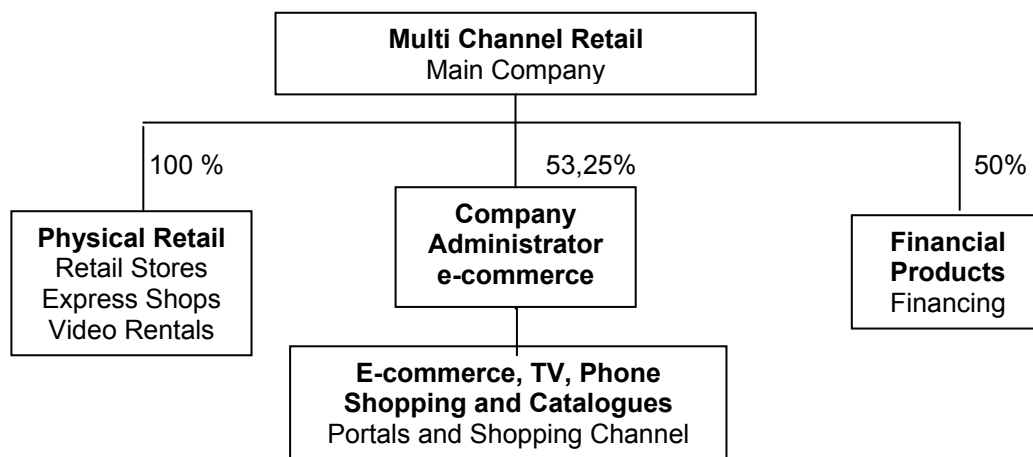 Multi Channel Retail
Main Company
100 %
53,25%
50%
Physical Retail
Retail Stores
Express Shops
Video Rentals
Company
Administrator
e-commerce
Financial
Products
Financing
E-commerce, TV, Phone
Shopping and Catalogues
Portals and Shopping Channel